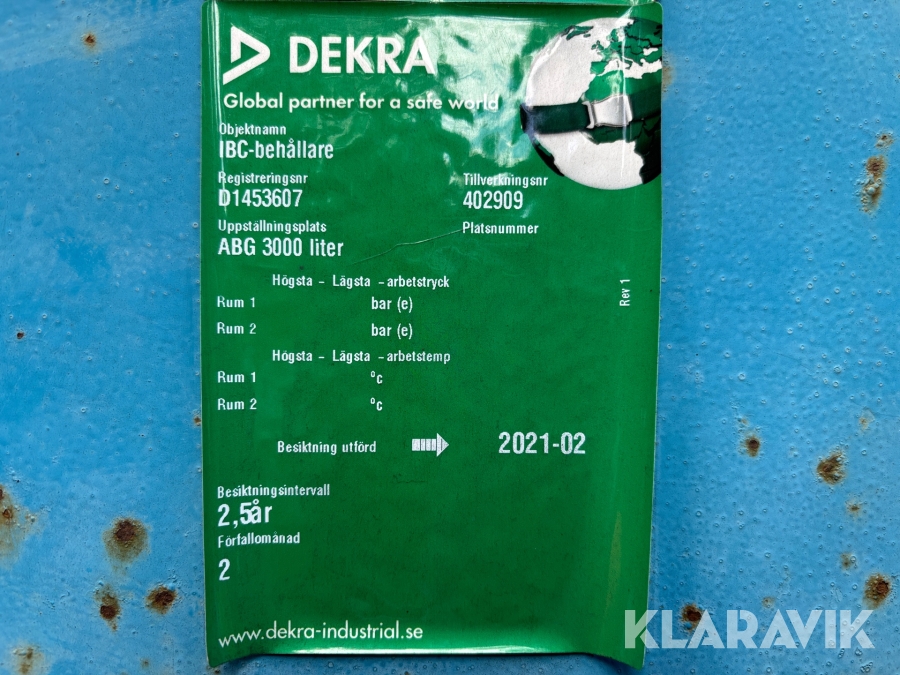 DEKRA
Global partner for a safe world
Objektnamn
IBC-behållare
Registreringsnr Tillverkningsnr
D1453607 402909
Uppställningsplats Platsnummer
ABG 3000 liter
Högsta - Lägsta - arbetstryck
Rum 1 bar (e)
Rum 2 bar (e)
Högsta - Lägsta - arbetstemp
Rum 1 °c
Rum 2 °c
Rev 1
Besiktning utförd 2021-02
Besiktningsintervall
2,5år
Förfallomånad
2
www.dekra-industrial.se
KLARAVIK